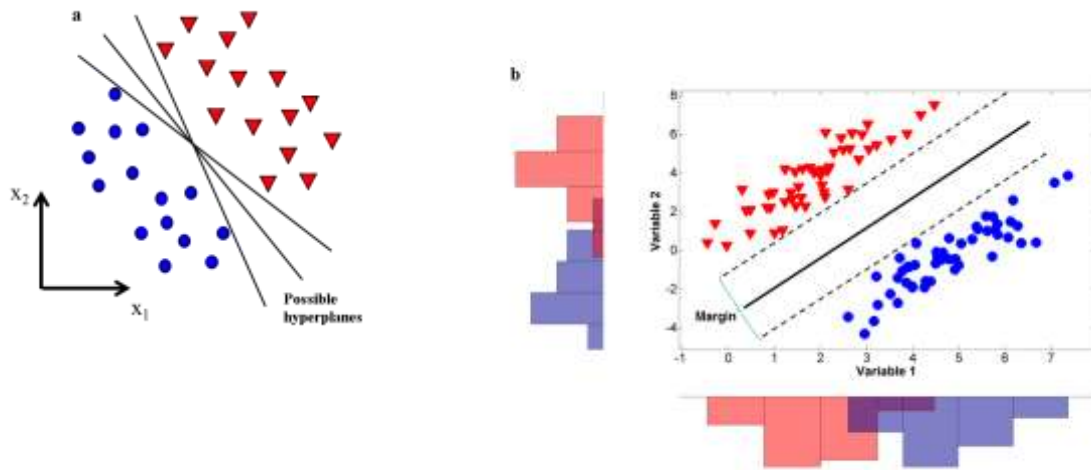 a
X2
X1
Possible
hyperplanes
b
8
6
4
2
0
-2
-4
Variable 2
Margin
-1 0 1 2 3 4 5 6 7
Variable 1